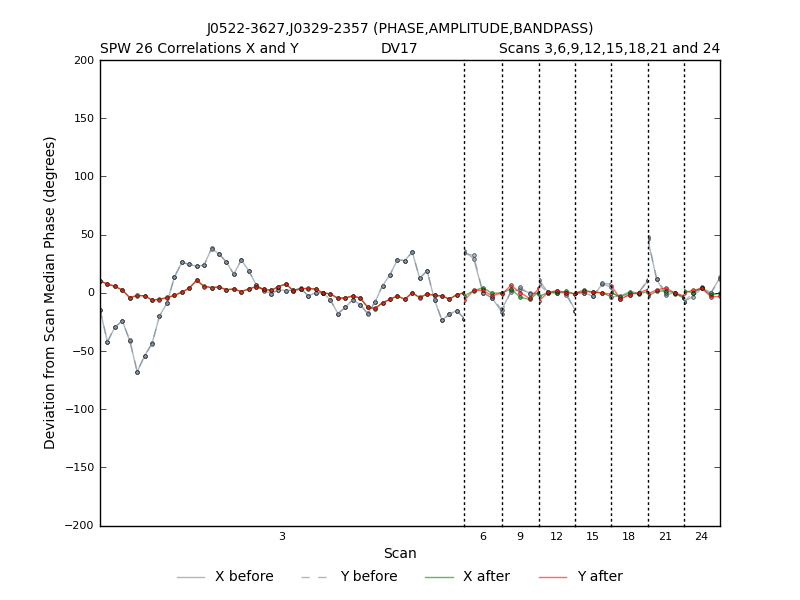 J0522-3627,J0329-2357 (PHASE,AMPLITUDE,BANDPASS)
SPW 26 Correlations X and Y DV17 Scans 3,6,9,12,15,18,21 and 24
200
150
100
50
0
−50
−100
−150
−200
Deviation from Scan Median Phase (degrees)
3 6 9 12 15 18 21 24
Scan
X before Y before X after Y after